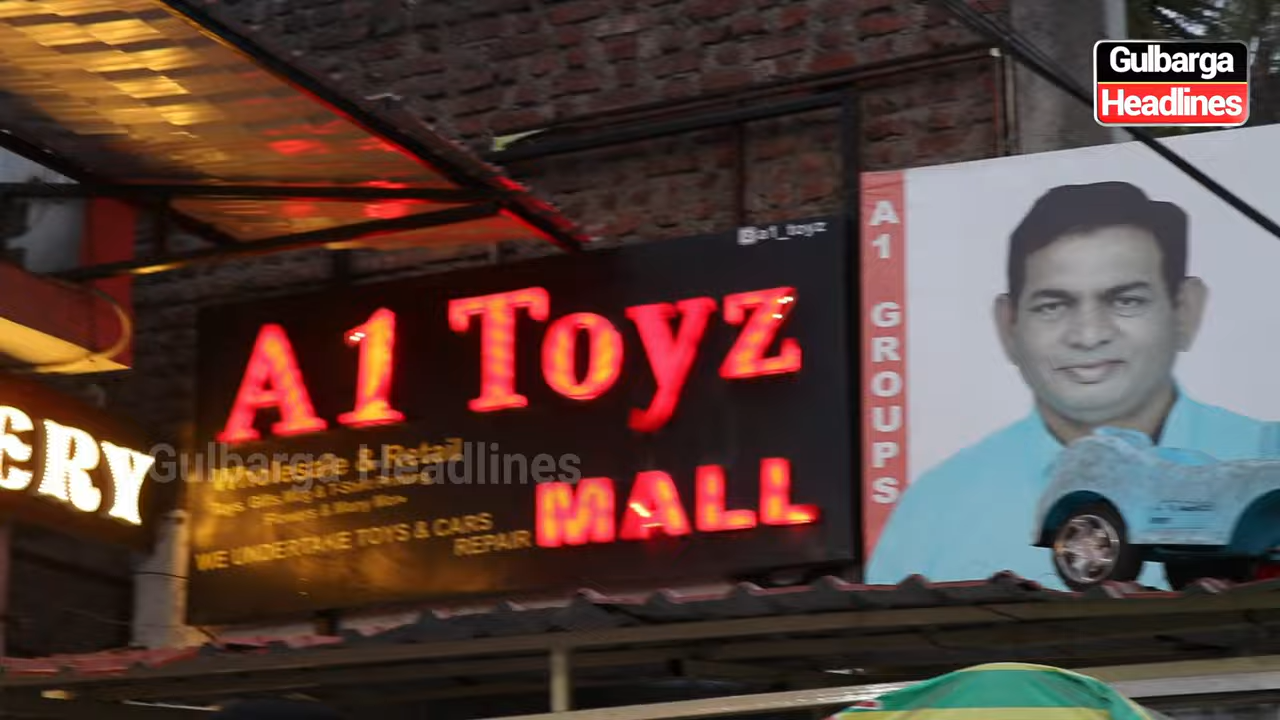 Gulbarga
Headlines
a1_toyz
A1 Toyz
MALL
Wholesale & Retail
WE UNDERTAKE TOYS & CARS
REPAIR
A1 GROUPS
ERY
Gulbarga Headlines